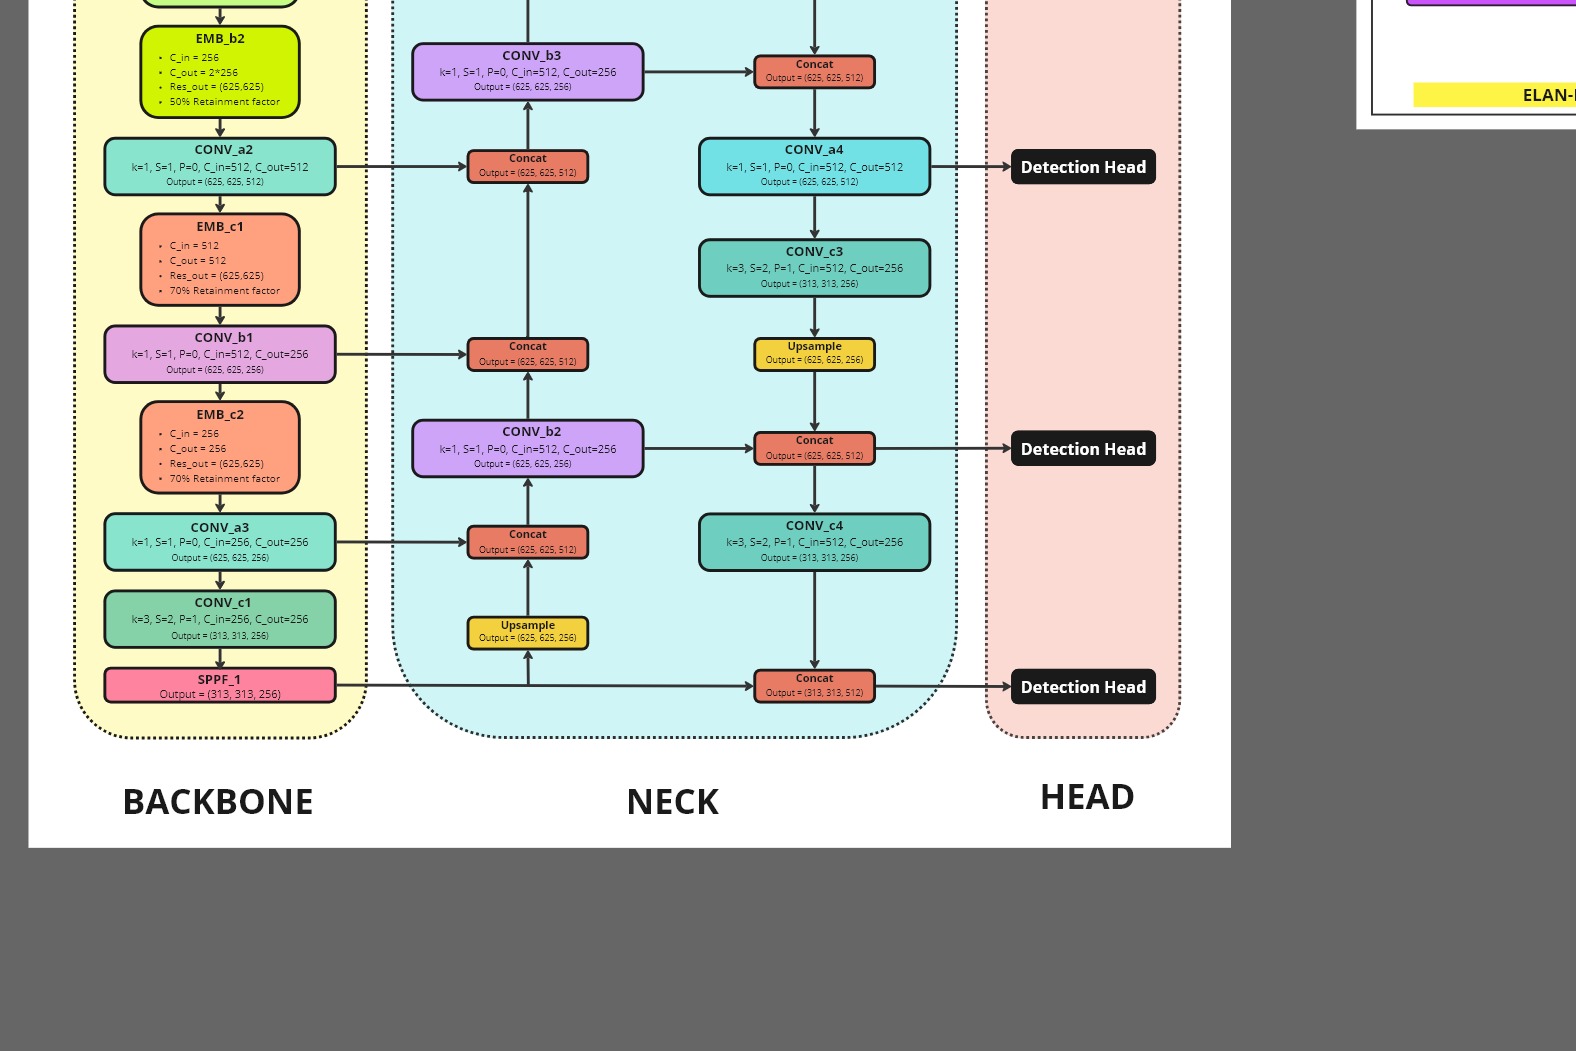 EMB_b2
• C_in = 256
• C_out = 2*256
• Res_out = (625,625)
• 50% Retainment factor
CONV_a2
k=1, S=1, P=0, C_in=512, C_out=512
Output = (625, 625, 512)
EMB_c1
• C_in = 512
• C_out = 512
• Res_out = (625,625)
• 70% Retainment factor
CONV_b1
k=1, S=1, P=0, C_in=512, C_out=256
Output = (625, 625, 256)
EMB_c2
• C_in = 256
• C_out = 256
• Res_out = (625,625)
• 70% Retainment factor
CONV_a3
k=1, S=1, P=0, C_in=256, C_out=256
Output = (625, 625, 256)
CONV_c1
k=3, S=2, P=1, C_in=256, C_out=256
Output = (313, 313, 256)
SPPF_1
Output = (313, 313, 256)
BACKBONE
CONV_b3
k=1, S=1, P=0, C_in=512, C_out=256
Output = (625, 625, 256)
Concat
Output = (625, 625, 512)
Concat
Output = (625, 625, 512)
CONV_b2
k=1, S=1, P=0, C_in=512, C_out=256
Output = (625, 625, 256)
Concat
Output = (625, 625, 512)
Upsample
Output = (625, 625, 256)
Concat
Output = (625, 625, 512)
CONV_a4
k=1, S=1, P=0, C_in=512, C_out=512
Output = (625, 625, 512)
CONV_c3
k=3, S=2, P=1, C_in=512, C_out=256
Output = (313, 313, 256)
Upsample
Output = (625, 625, 256)
Concat
Output = (625, 625, 512)
CONV_c4
k=3, S=2, P=1, C_in=512, C_out=256
Output = (313, 313, 256)
Concat
Output = (313, 313, 512)
NECK
Detection Head
Detection Head
Detection Head
HEAD